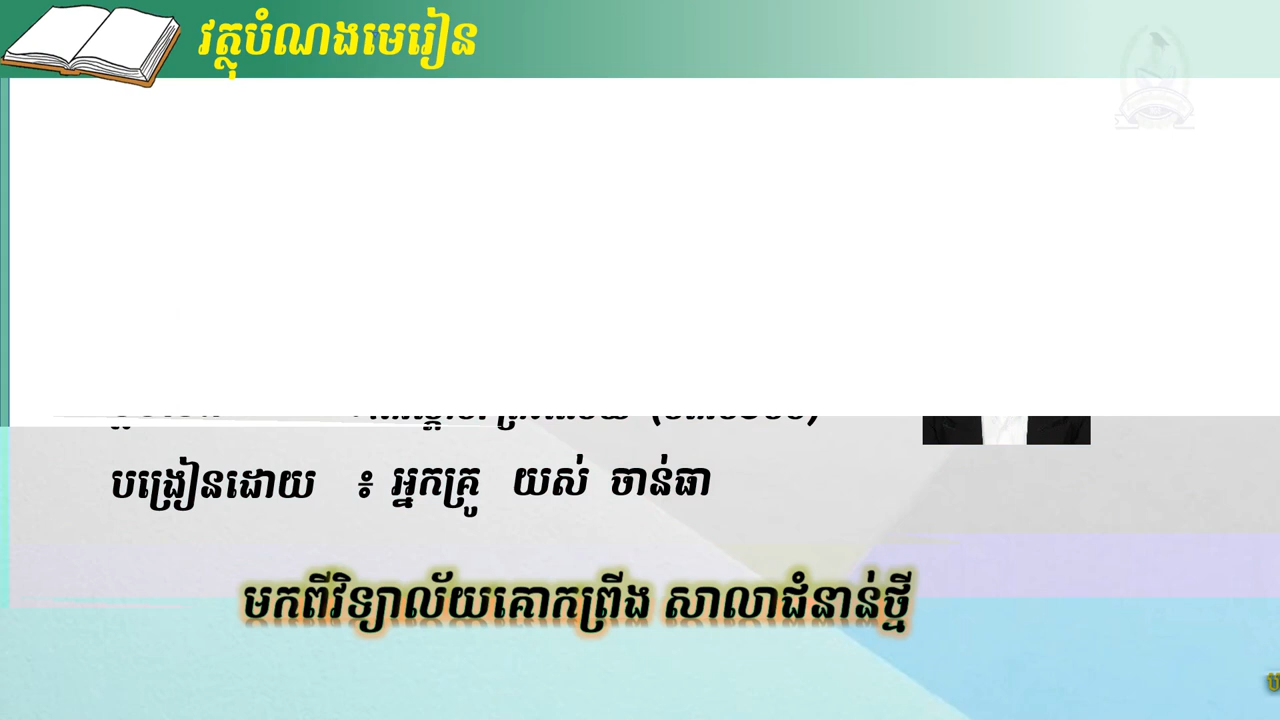 វត្ថុបំណងមេរៀន
បង្រៀនដោយ ៖ អ្នកគ្រូ យស់ ចាន់ធា
មកពីវិទ្យាល័យគោកព្រីង សាលាជំនាន់ថ្មី